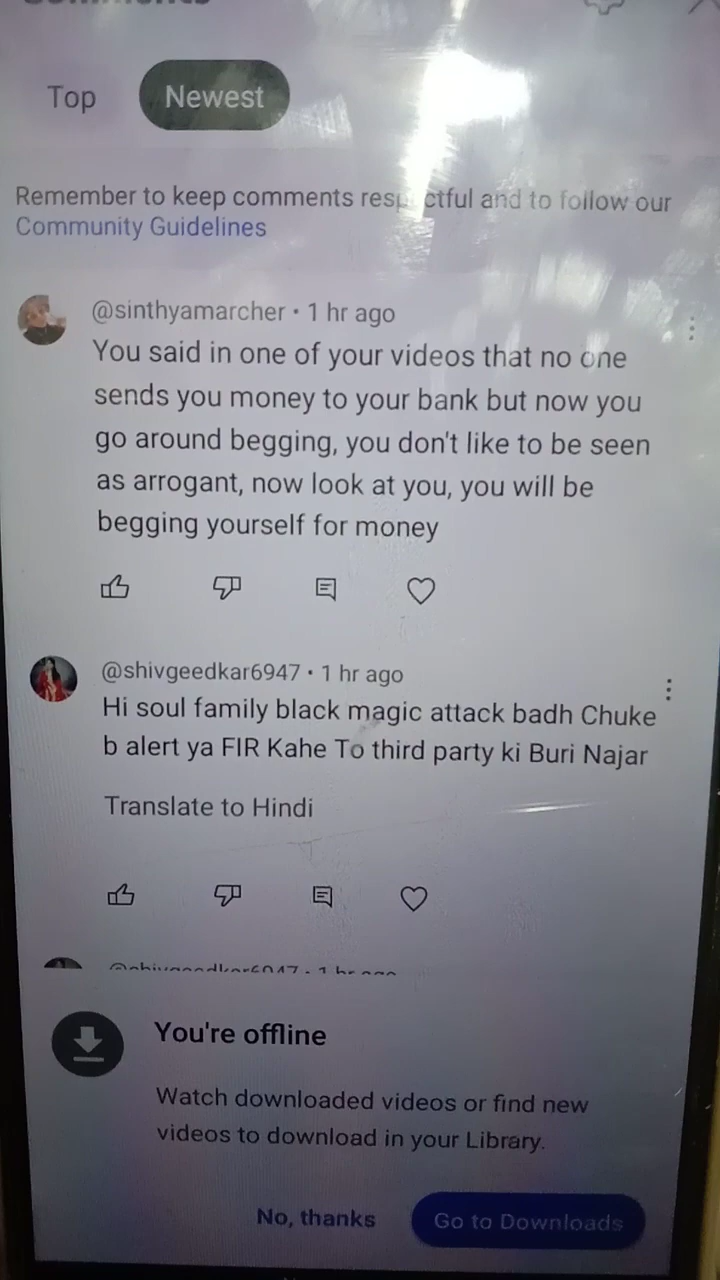 Top Newest
Remember to keep comments respectful and to follow our
Community Guidelines
@sinthyamarcher • 1 hr ago
You said in one of your videos that no one
sends you money to your bank but now you
go around begging, you don't like to be seen
as arrogant, now look at you, you will be
begging yourself for money
@shivgeedkar6947 • 1 hr ago
Hi soul family black magic attack badh Chuke
b alert ya FIR Kahe To third party ki Buri Najar
Translate to Hindi
You're offline
Watch downloaded videos or find new
videos to download in your Library.
No, thanks Go to Downloads